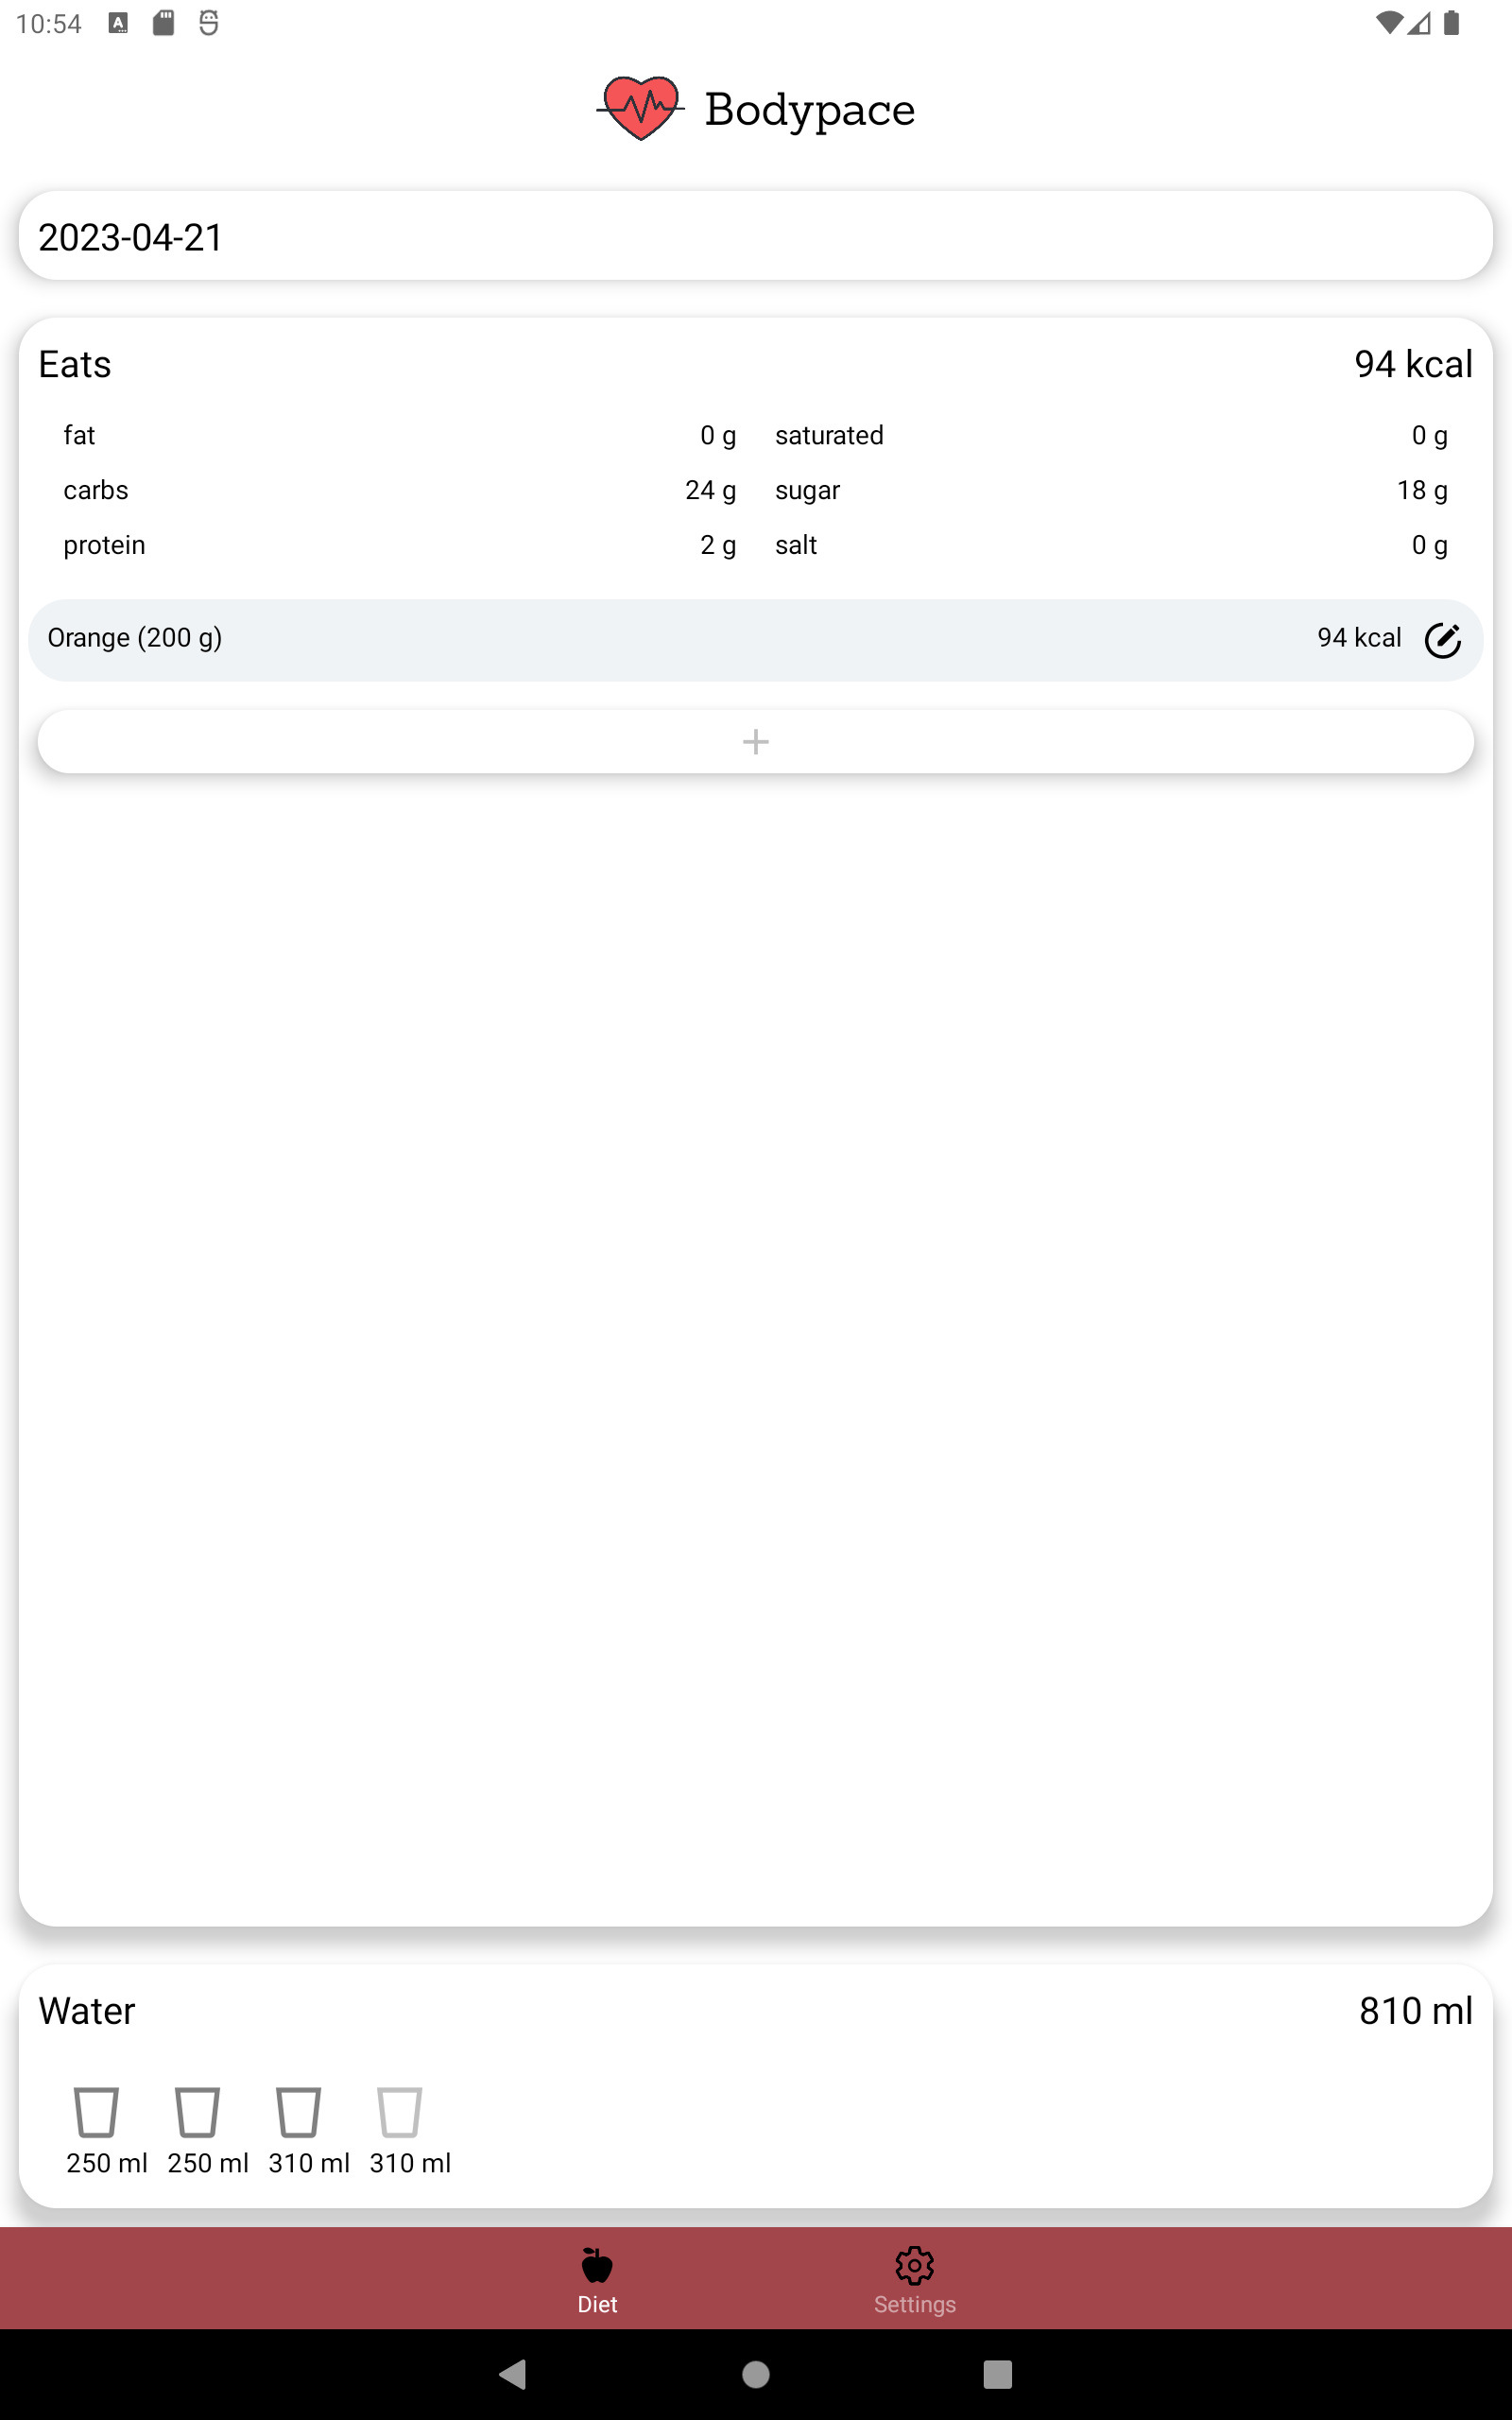 10:54
Bodypace
2023-04-21
Eats 94 kcal
fat 0 g saturated 0 g
carbs 24 g sugar 18 g
protein 2 g salt 0 g
Orange (200 g) 94 kcal
+
Water 810 ml
250 ml 250 ml 310 ml 310 ml
Diet Settings